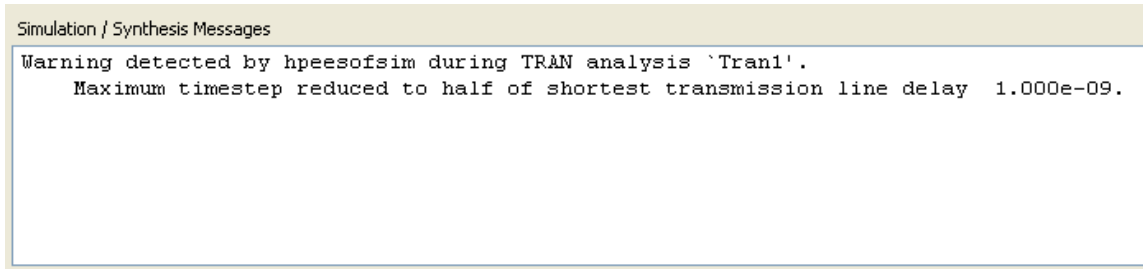 Simulation / Synthesis Messages
Warning detected by hpeesofsim during TRAN analysis `Tran1'.
Maximum timestep reduced to half of shortest transmission line delay 1.000e-09.